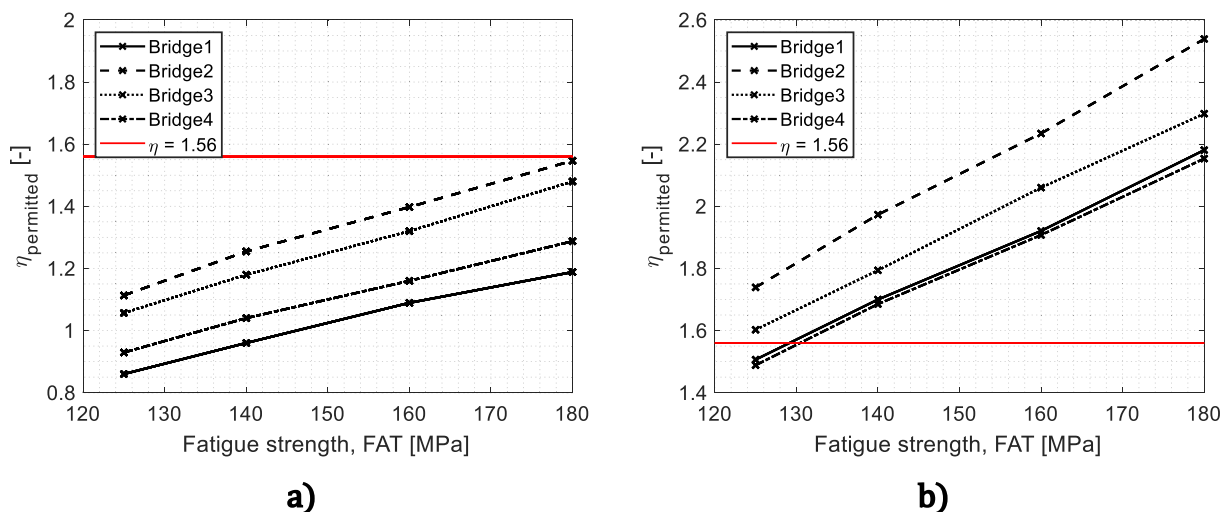 2
1.8
1.6
1.4
1.2
1
0.8
η_permitted [-]
Bridge1
Bridge2
Bridge3
Bridge4
η = 1.56
120 130 140 150 160 170 180
Fatigue strength, FAT [MPa]
a)
2.6
2.4
2.2
2
1.8
1.6
1.4
η_permitted [-]
Bridge1
Bridge2
Bridge3
Bridge4
η = 1.56
120 130 140 150 160 170 180
Fatigue strength, FAT [MPa]
b)